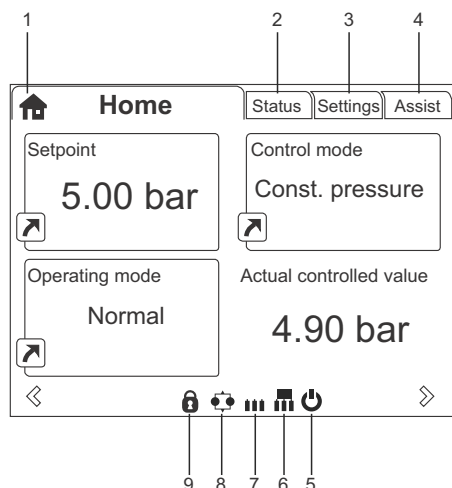 1 2 3 4
Home Status Settings Assist
Setpoint Control mode
5.00 bar Const. pressure
Operating mode Actual controlled value
Normal 4.90 bar
9 8 7 6 5